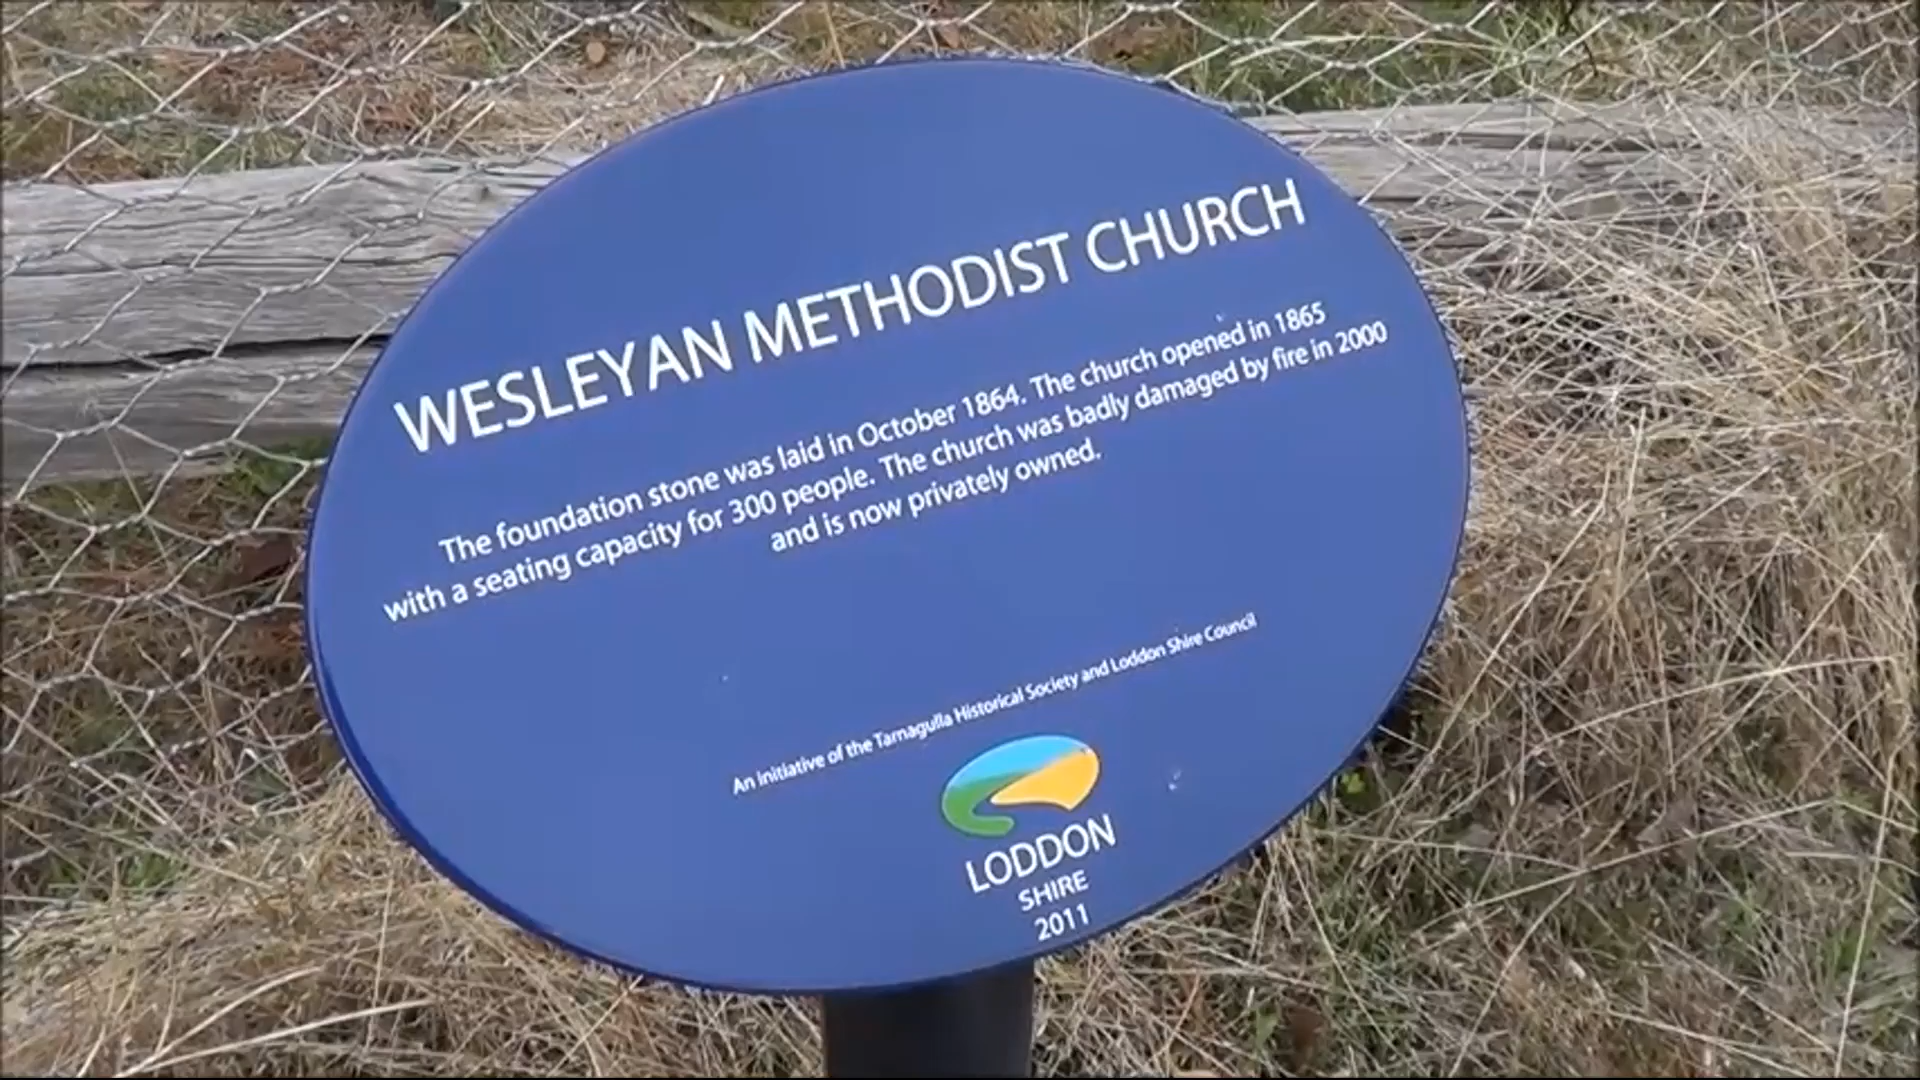 WESLEYAN METHODIST CHURCH
The foundation stone was laid in October 1864. The church opened in 1865
with a seating capacity for 300 people. The church was badly damaged by fire in 2000
and is now privately owned.
An initiative of the Tarnagulla Historical Society and Loddon Shire Council
LODDON
SHIRE
2011